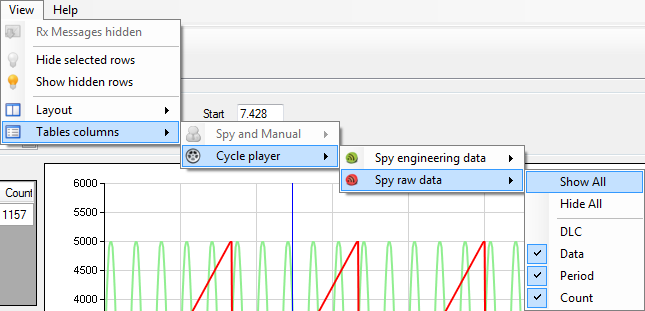 View Help
Rx Messages hidden
Hide selected rows
Show hidden rows
Layout
Start 7.428
Tables columns
Spy and Manual
Cycle player
Spy engineering data
Spy raw data
Show All
Hide All
DLC
Data
Period
Count
Count
1157
6000
5500
5000
4500
4000